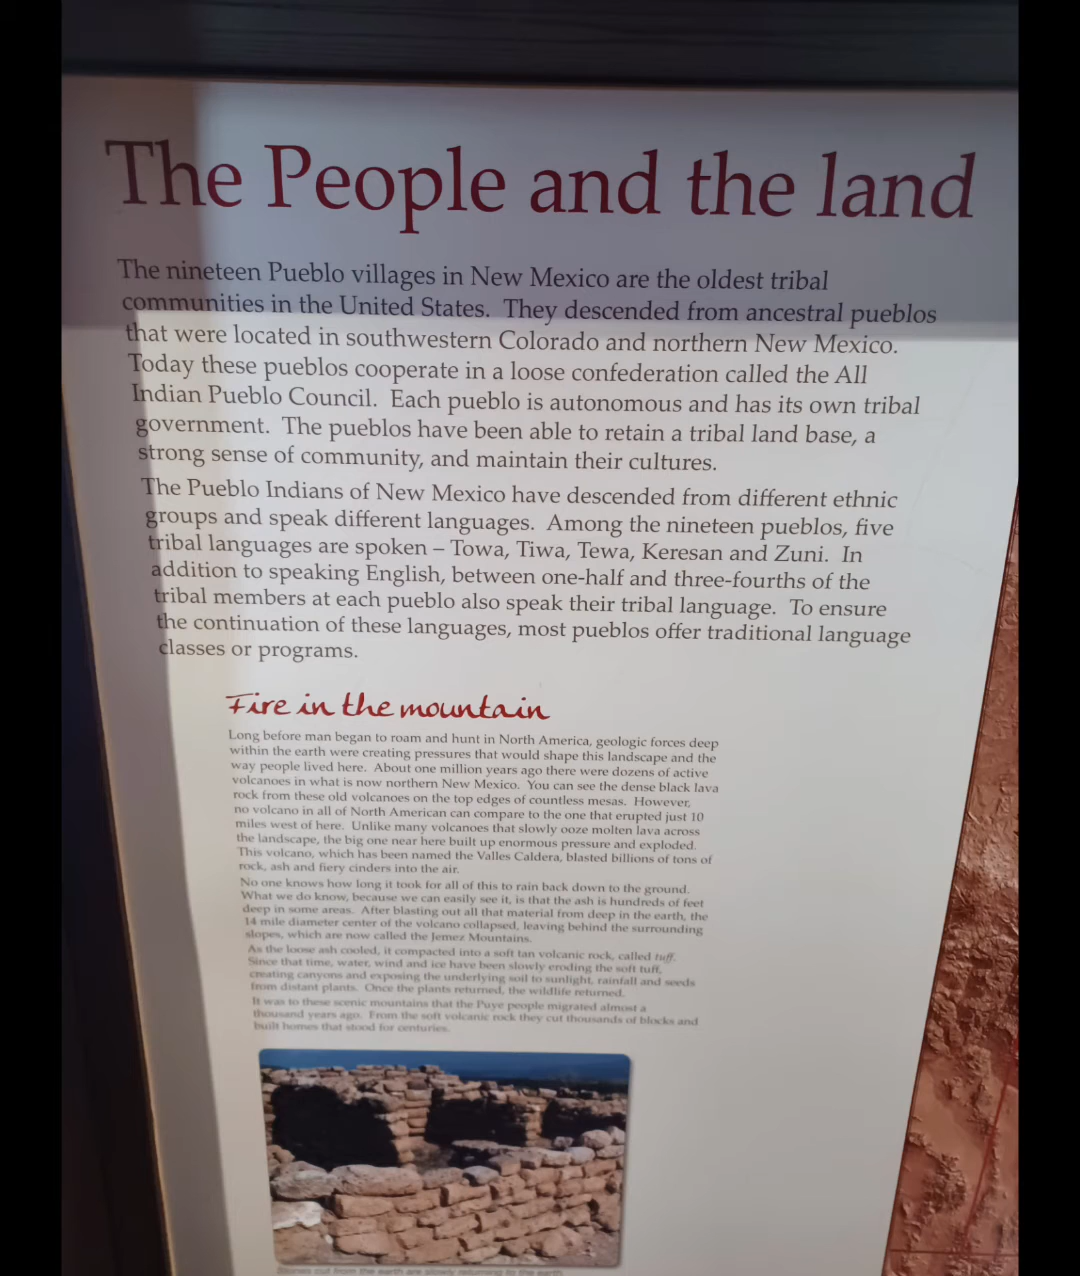 The People and the land
The nineteen Pueblo villages in New Mexico are the oldest tribal
communities in the United States. They descended from ancestral pueblos
that were located in southwestern Colorado and northern New Mexico.
Today these pueblos cooperate in a loose confederation called the All
Indian Pueblo Council. Each pueblo is autonomous and has its own tribal
government. The pueblos have been able to retain a tribal land base, a
strong sense of community, and maintain their cultures.
The Pueblo Indians of New Mexico have descended from different ethnic
groups and speak different languages. Among the nineteen pueblos, five
tribal languages are spoken – Towa, Tiwa, Tewa, Keresan and Zuni. In
addition to speaking English, between one-half and three-fourths of the
tribal members at each pueblo also speak their tribal language. To ensure
the continuation of these languages, most pueblos offer traditional language
classes or programs.
Fire in the mountain
Long before man began to roam and hunt in North America, geologic forces deep
within the earth were creating pressures that would shape this landscape and the
way people lived here. About one million years ago there were dozens of active
volcanoes in what is now northern New Mexico. You can see the dense black lava
rock from these old volcanoes on the top edges of countless mesas. However,
no volcano in all of North American can compare to the one that erupted just 10
miles west of here. Unlike many volcanoes that slowly ooze molten lava across
the landscape, the big one near here built up enormous pressure and exploded.
This volcano, which has been named the Valles Caldera, blasted billions of tons of
rock, ash and fiery cinders into the air.
No one knows how long it took for all of this to rain back down to the ground.
What we do know, because we can easily see it, is that the ash is hundreds of feet
deep in some areas. After blasting out all that material from deep in the earth, the
14 mile diameter center of the volcano collapsed, leaving behind the surrounding
slopes, which are now called the Jemez Mountains.
As the loose ash cooled, it compacted into a soft tan volcanic rock, called tuff.
Since that time, water, wind and ice have been slowly eroding the soft tuff,
creating canyons and exposing the underlying soil to sunlight, rainfall and seeds
from distant plants. Once the plants returned, the wildlife returned.
It was to these scenic mountains that the Puye people migrated almost a
thousand years ago. From the soft volcanic rock they cut thousands of blocks and
built homes that stood for centuries.
Stones cut from the earth are slowly returning to the earth.